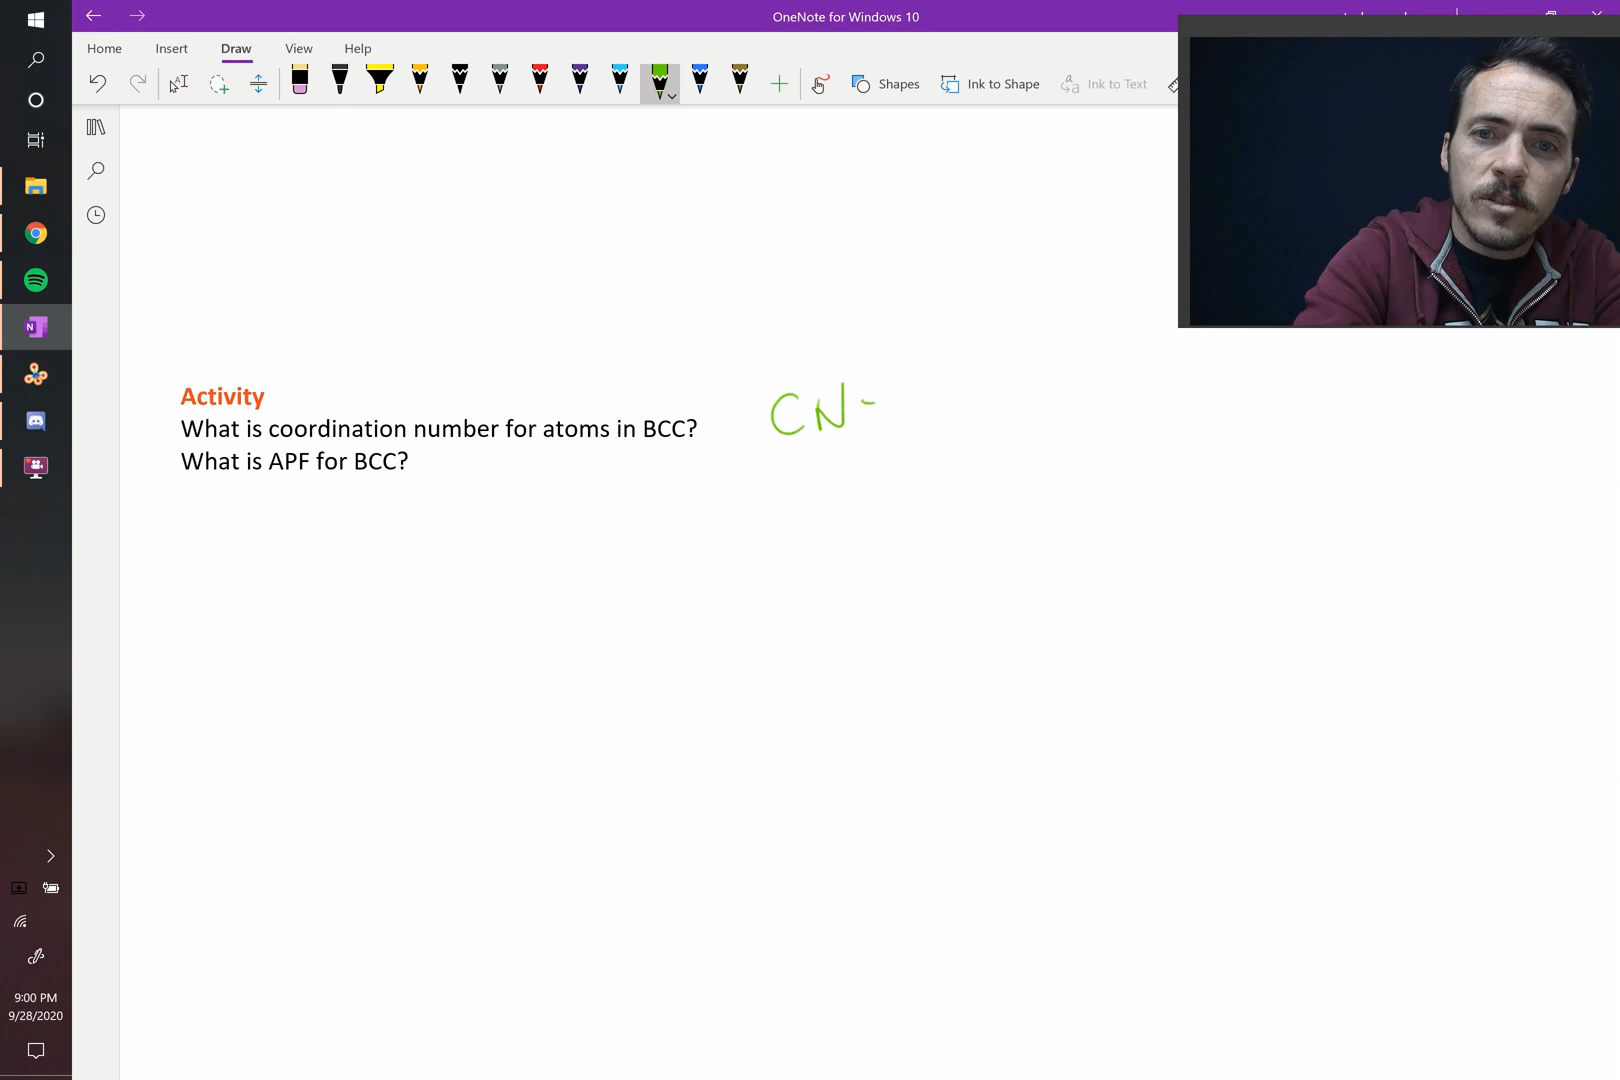 OneNote for Windows 10
Home Insert Draw View Help
Shapes Ink to Shape Ink to Text
Activity
What is coordination number for atoms in BCC?
What is APF for BCC?
CN-
9:00 PM
9/28/2020